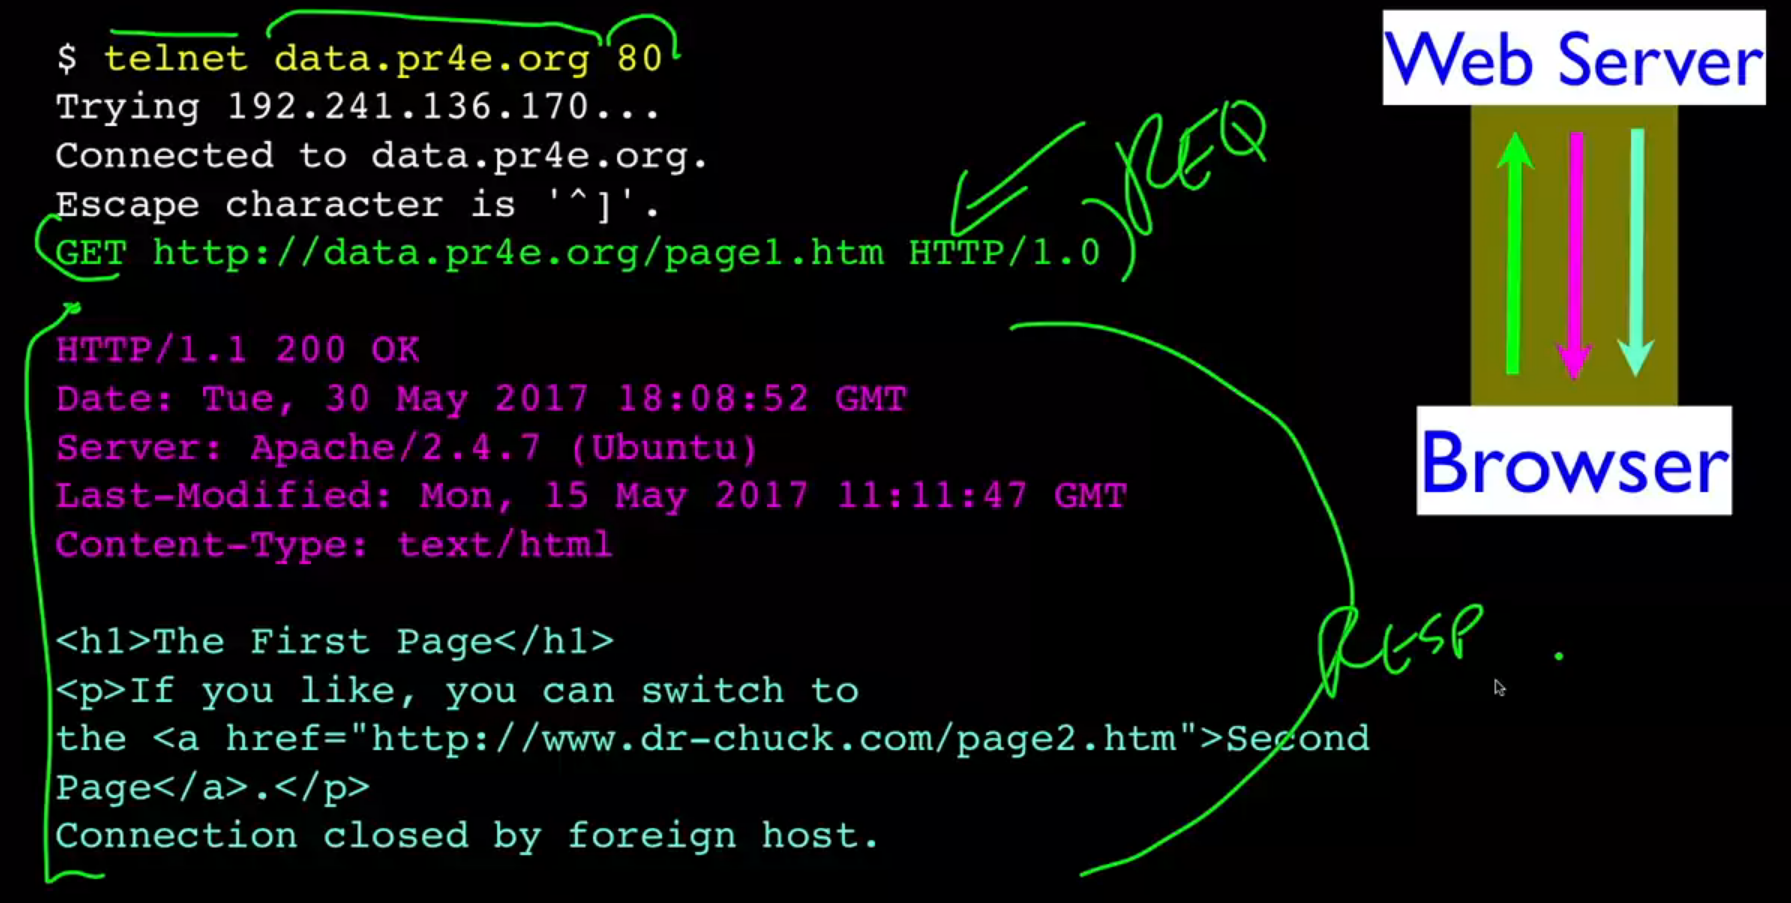 $ telnet data.pr4e.org 80
Trying 192.241.136.170...
Connected to data.pr4e.org.
Escape character is '^]'.
GET http://data.pr4e.org/page1.htm HTTP/1.0
REQ
HTTP/1.1 200 OK
Date: Tue, 30 May 2017 18:08:52 GMT
Server: Apache/2.4.7 (Ubuntu)
Last-Modified: Mon, 15 May 2017 11:11:47 GMT
Content-Type: text/html
<h1>The First Page</h1>
<p>If you like, you can switch to
the <a href="http://www.dr-chuck.com/page2.htm">Second
Page</a>.</p>
Connection closed by foreign host.
RESP
Web Server
Browser